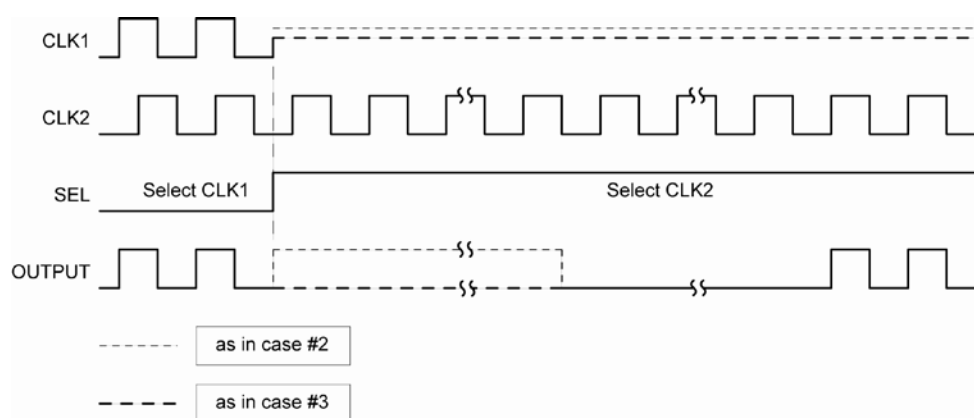 CLK1
CLK2
SEL
Select CLK1
Select CLK2
OUTPUT
as in case #2
as in case #3